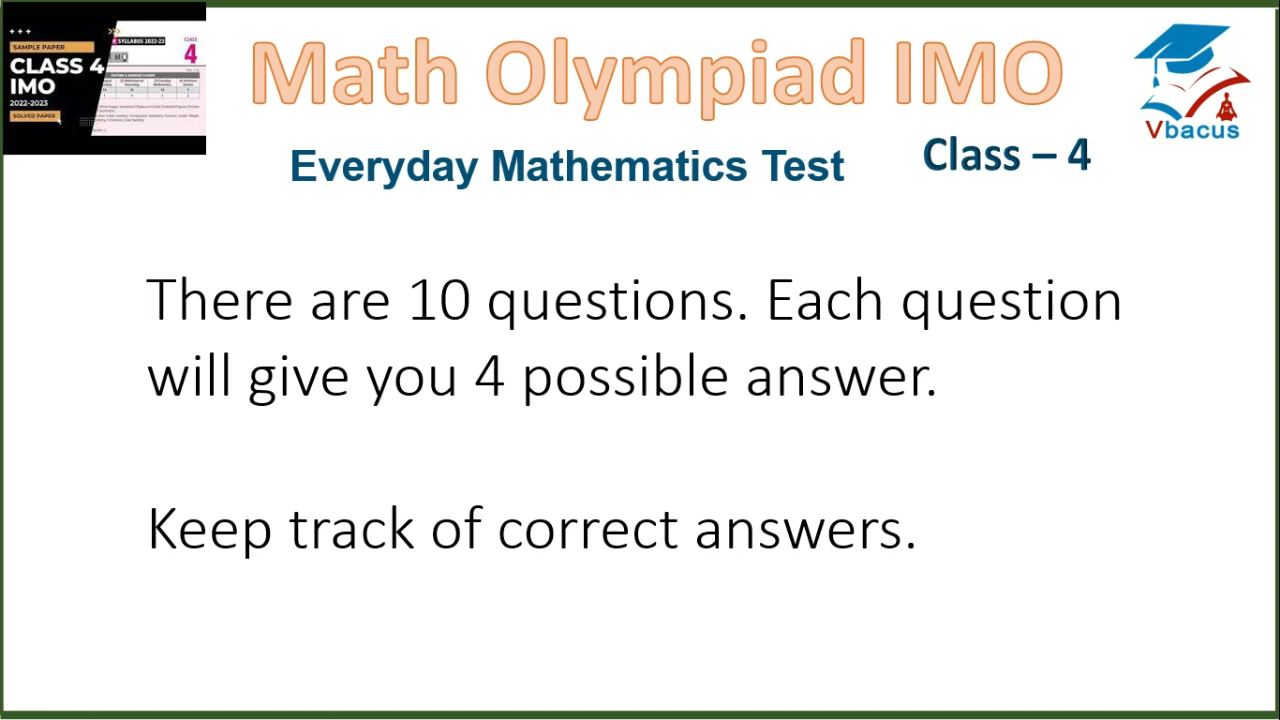 + + +
SAMPLE PAPER
CLASS 4
IMO
2022-2023
SOLVED PAPER
SYLLABUS 2022-23
CLASS
4
Math Olympiad IMO
Everyday Mathematics Test
Class – 4
Vbacus
There are 10 questions. Each question
will give you 4 possible answer.
Keep track of correct answers.